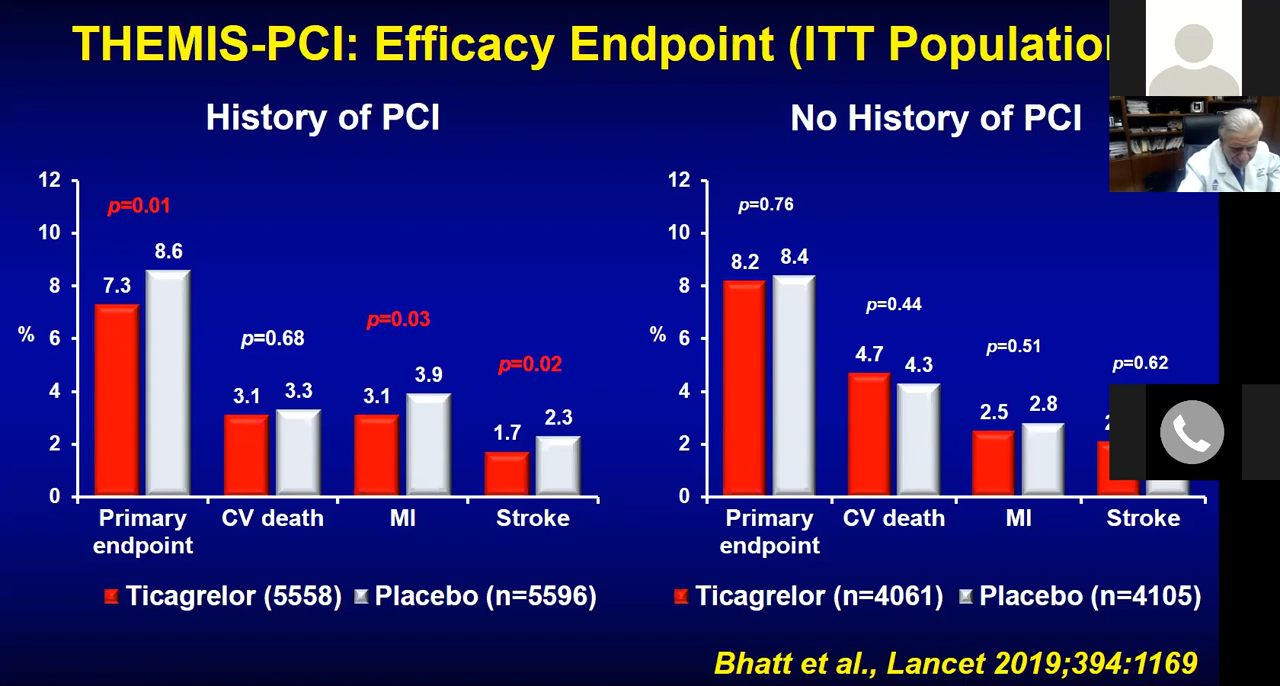 THEMIS-PCI: Efficacy Endpoint (ITT
History of PCI
12
10
8
6
4
2
0
%
p=0.01
7.3
8.6
p=0.68
3.1
3.3
p=0.03
3.1
3.9
p=0.02
1.7
2.3
Primary
endpoint
CV death
MI
Stroke
Ticagrelor (5558)
Placebo (n=5596)
No History of PCI
12
10
8
6
4
2
0
%
p=0.76
8.2
8.4
p=0.44
4.7
4.3
p=0.51
2.5
2.8
p=0.62
Primary
endpoint
CV death
MI
Stroke
Ticagrelor (n=4061)
Placebo (n=4105)
Bhatt et al., Lancet 2019;394:1169